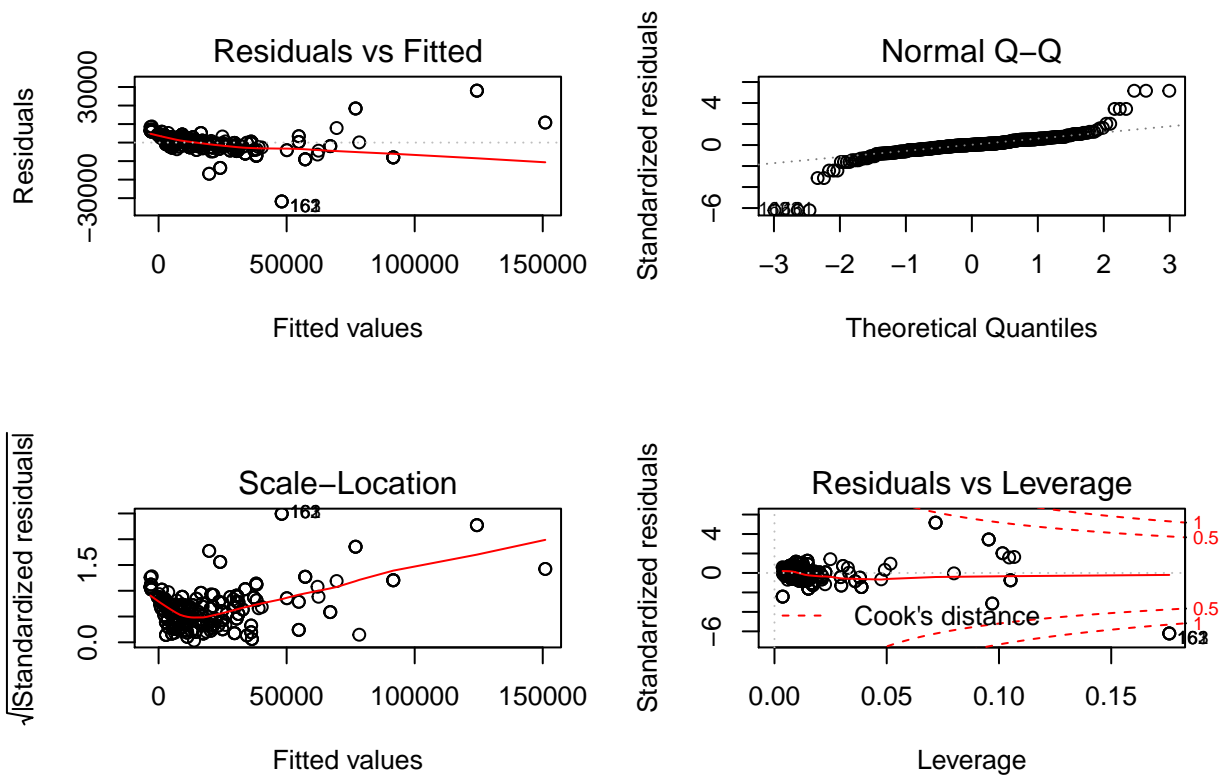 Residuals vs Fitted
Residuals
30000
−30000
163
0
50000
100000
150000
Fitted values
Normal Q−Q
Standardized residuals
4
0
−6
−3
−2
−1
0
1
2
3
Theoretical Quantiles
Scale−Location
√|Standardized residuals|
1.5
0.0
163
0
50000
100000
150000
Fitted values
Residuals vs Leverage
Standardized residuals
4
0
−6
1
0.5
0.5
1
Cook's distance
163
0.00
0.05
0.10
0.15
Leverage